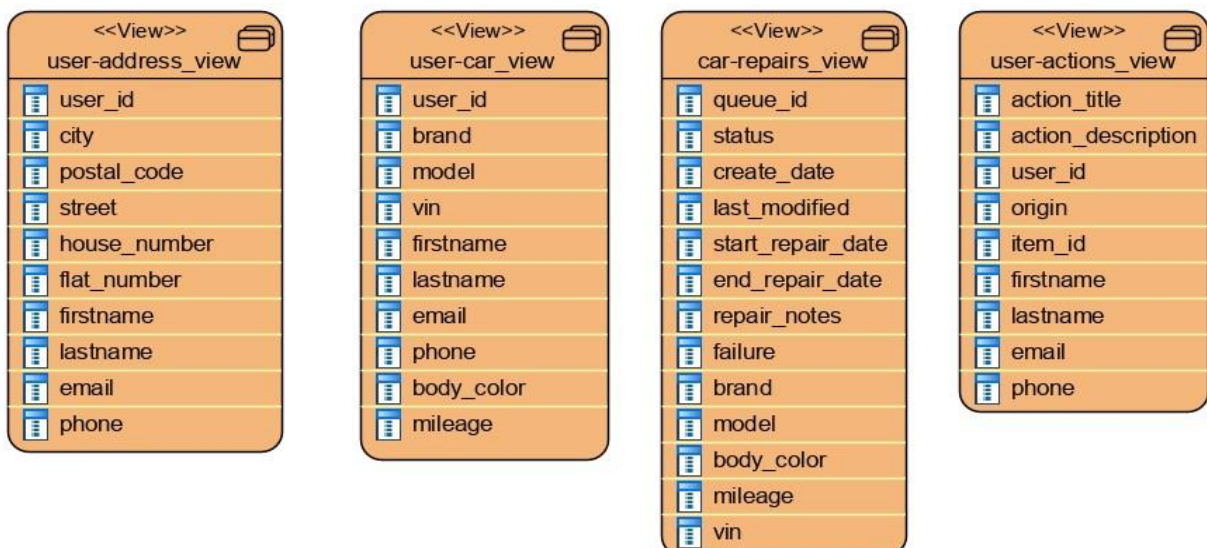 <<View>>
user-address_view
user_id
city
postal_code
street
house_number
flat_number
firstname
lastname
email
phone
<<View>>
user-car_view
user_id
brand
model
vin
firstname
lastname
email
phone
body_color
mileage
<<View>>
car-repairs_view
queue_id
status
create_date
last_modified
start_repair_date
end_repair_date
repair_notes
failure
brand
model
body_color
mileage
vin
<<View>>
user-actions_view
action_title
action_description
user_id
origin
item_id
firstname
lastname
email
phone